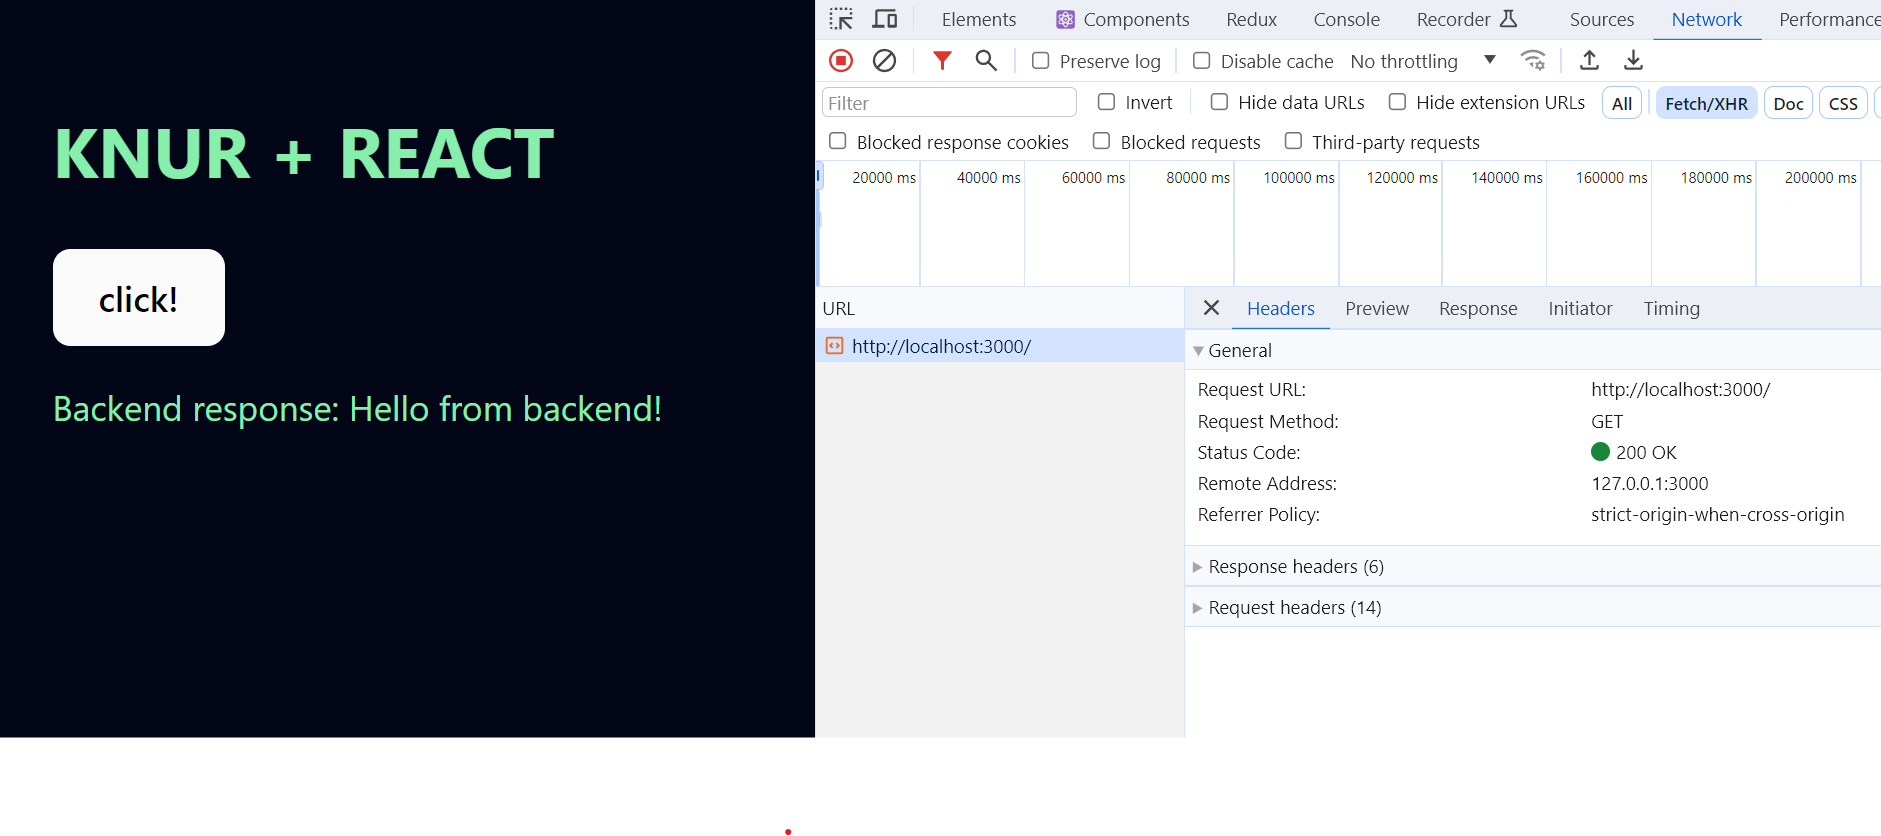 KNUR + REACT
click!
Backend response: Hello from backend!
Elements Components Redux Console Recorder Sources Network Performance
Preserve log Disable cache No throttling
Filter Invert Hide data URLs Hide extension URLs All Fetch/XHR Doc CSS
Blocked response cookies Blocked requests Third-party requests
20000 ms 40000 ms 60000 ms 80000 ms 100000 ms 120000 ms 140000 ms 160000 ms 180000 ms 200000 ms
URL
http://localhost:3000/
Headers Preview Response Initiator Timing
General
Request URL: http://localhost:3000/
Request Method: GET
Status Code: 200 OK
Remote Address: 127.0.0.1:3000
Referrer Policy: strict-origin-when-cross-origin
Response headers (6)
Request headers (14)